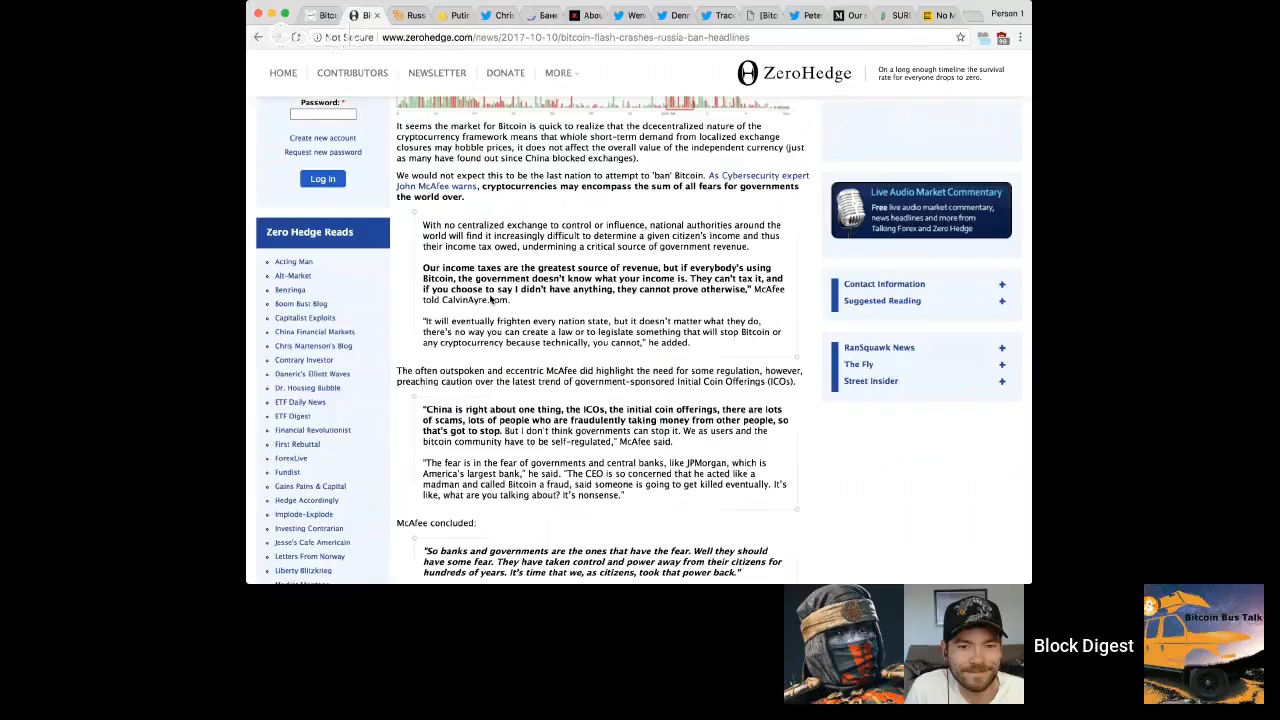 Bitc
Bi
Russ
Putir
Chris
Банк
Abou
Wen
Denr
Trac
[Bitc
Peter
Our s
SURI
No M
Person 1
Not Secure
www.zerohedge.com/news/2017-10-10/bitcoin-flash-crashes-russia-ban-headlines
HOME
CONTRIBUTORS
NEWSLETTER
DONATE
MORE
ZeroHedge
On a long enough timeline the survival
rate for everyone drops to zero.
Password: *
Create new account
Request new password
Log in
Zero Hedge Reads
Acting Man
Alt-Market
Benzinga
Boom Bust Blog
Capitalist Exploits
China Financial Markets
Chris Martenson's Blog
Contrary Investor
Daneric's Elliott Waves
Dr. Housing Bubble
ETF Daily News
ETF Digest
Financial Revolutionist
First Rebuttal
ForexLive
Fundist
Gains Pains & Capital
Hedge Accordingly
Implode-Explode
Investing Contrarian
Jesse's Cafe Americain
Letters From Norway
Liberty Blitzkrieg
It seems the market for Bitcoin is quick to realize that the dcecentralized nature of the
cryptocurrency framework means that whole short-term demand from localized exchange
closures may hobble prices, it does not affect the overall value of the independent currency (just
as many have found out since China blocked exchanges).
We would not expect this to be the last nation to attempt to 'ban' Bitcoin. As Cybersecurity expert
John McAfee warns, cryptocurrencies may encompass the sum of all fears for governments
the world over.
With no centralized exchange to control or influence, national authorities around the
world will find it increasingly difficult to determine a given citizen's income and thus
their income tax owed, undermining a critical source of government revenue.
Our income taxes are the greatest source of revenue, but if everybody's using
Bitcoin, the government doesn't know what your income is. They can't tax it, and
if you choose to say I didn't have anything, they cannot prove otherwise," McAfee
told CalvinAyre.com.
"It will eventually frighten every nation state, but it doesn't matter what they do,
there's no way you can create a law or to legislate something that will stop Bitcoin or
any cryptocurrency because technically, you cannot," he added.
The often outspoken and eccentric McAfee did highlight the need for some regulation, however,
preaching caution over the latest trend of government-sponsored Initial Coin Offerings (ICOs).
"China is right about one thing, the ICOs, the initial coin offerings, there are lots
of scams, lots of people who are fraudulently taking money from other people, so
that's got to stop. But I don't think governments can stop it. We as users and the
bitcoin community have to be self-regulated," McAfee said.
"The fear is in the fear of governments and central banks, like JPMorgan, which is
America's largest bank," he said. "The CEO is so concerned that he acted like a
madman and called Bitcoin a fraud, said someone is going to get killed eventually. It's
like, what are you talking about? It's nonsense."
McAfee concluded:
"So banks and governments are the ones that have the fear. Well they should
have some fear. They have taken control and power away from their citizens for
hundreds of years. It's time that we, as citizens, took that power back."
Live Audio Market Commentary
Free live audio market commentary,
news headlines and more from
Talking Forex and Zero Hedge
Contact Information +
Suggested Reading +
RanSquawk News +
The Fly +
Street Insider +
Block Digest
Bitcoin Bus Talk